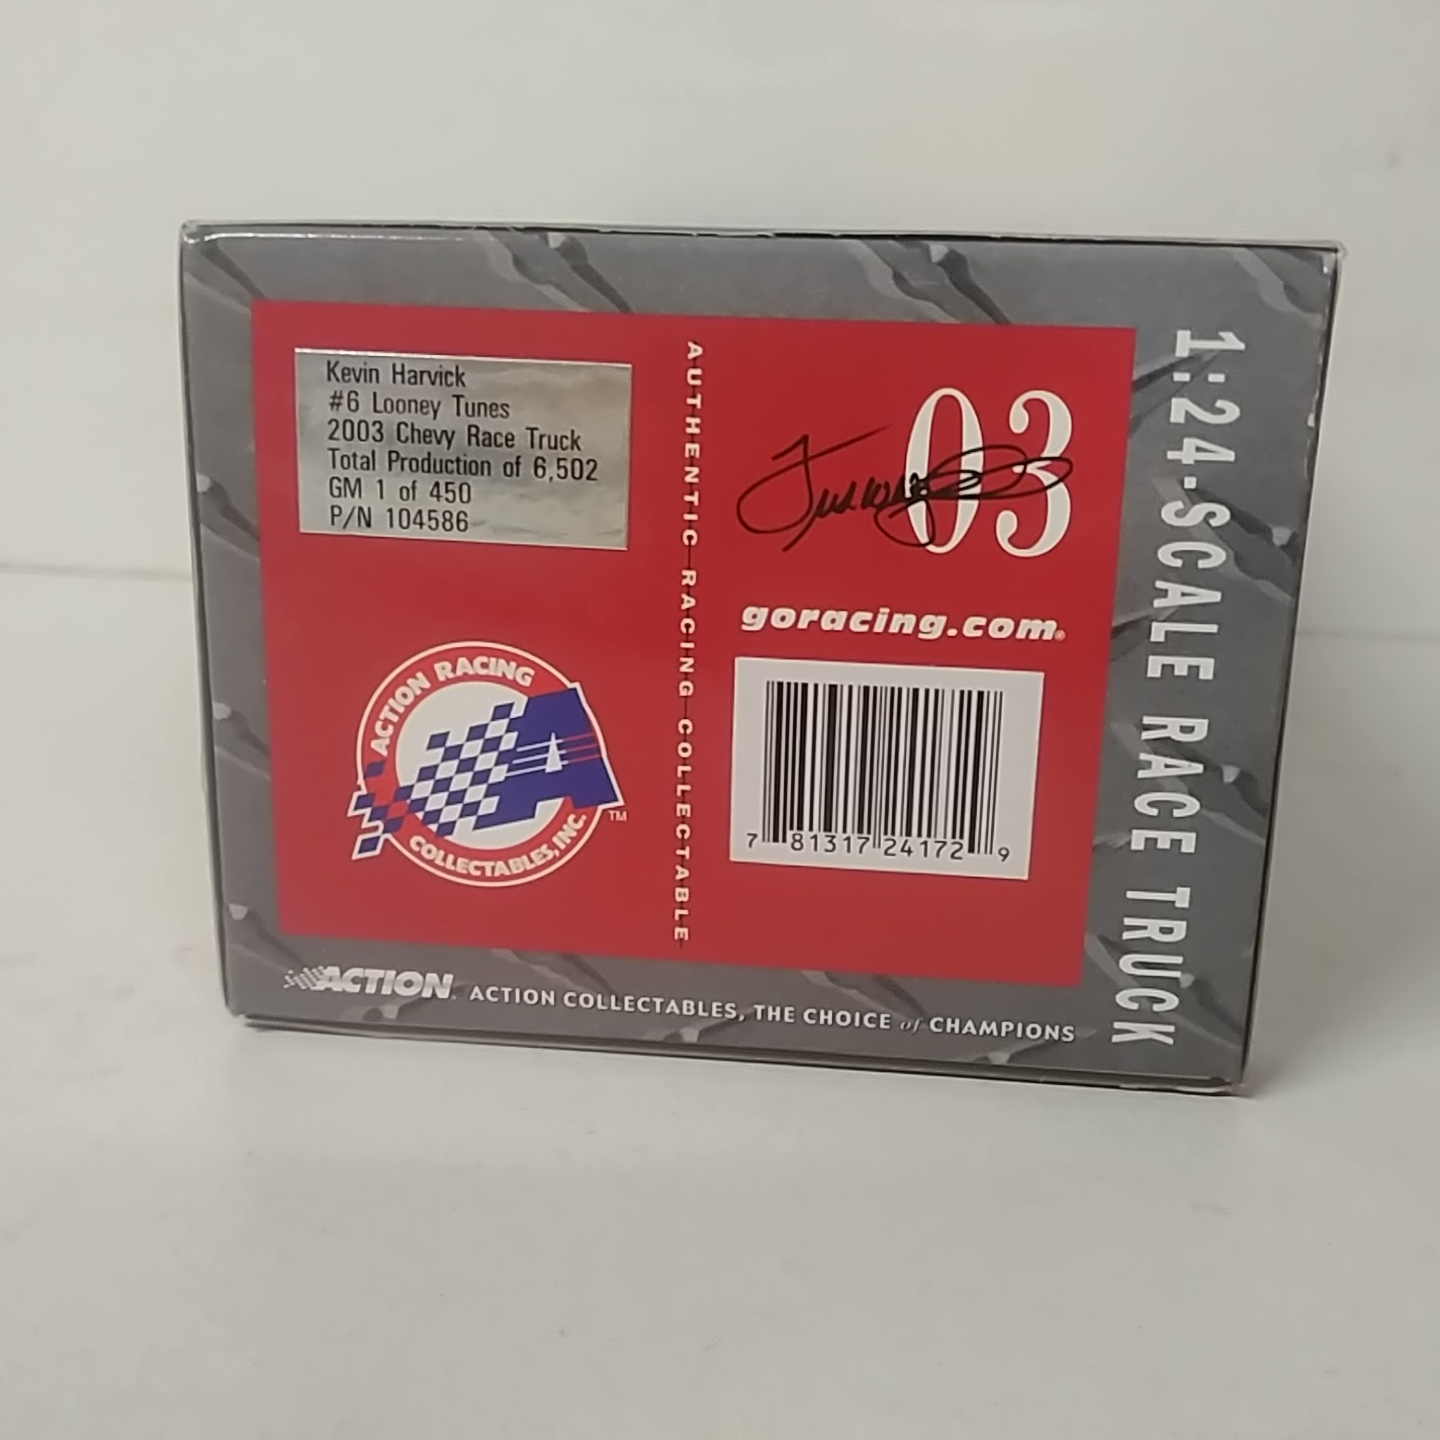 Kevin Harvick
#6 Looney Tunes
2003 Chevy Race Truck
Total Production of 6,502
GM 1 of 450
P/N 104586
AUTHENTIC RACING COLLECTABLE
03
goracing.com®
7 81317 24172 9
ACTION RACING
COLLECTABLES, INC.
TM
ACTION ACTION COLLECTABLES, THE CHOICE of CHAMPIONS
1:24-SCALE RACE TRUCK